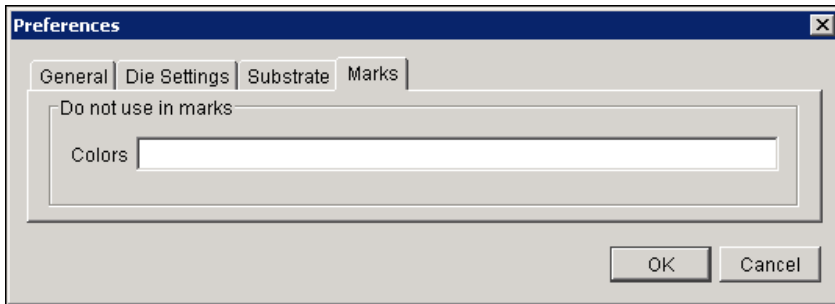 Preferences
General Die Settings Substrate Marks
Do not use in marks
Colors
OK Cancel